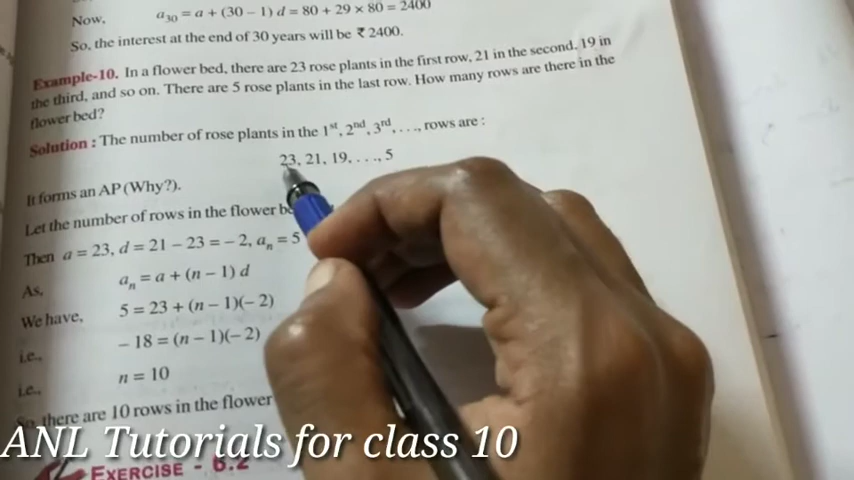 Now, a₃₀ = a + (30 − 1) d = 80 + 29 × 80 = 2400
So, the interest at the end of 30 years will be ₹ 2400.
Example-10. In a flower bed, there are 23 rose plants in the first row, 21 in the second, 19 in
the third, and so on. There are 5 rose plants in the last row. How many rows are there in the
flower bed?
Solution : The number of rose plants in the 1ˢᵗ, 2ⁿᵈ, 3ʳᵈ, . . ., rows are :
23, 21, 19, . . ., 5
It forms an AP (Why?).
Let the number of rows in the flower
Then a = 23, d = 21 − 23 = − 2, aₙ = 5
As, aₙ = a + (n − 1) d
We have, 5 = 23 + (n − 1)(− 2)
i.e., − 18 = (n − 1)(− 2)
i.e., n = 10
So, there are 10 rows in the flower
ANL Tutorials for class 10
EXERCISE - 6.2